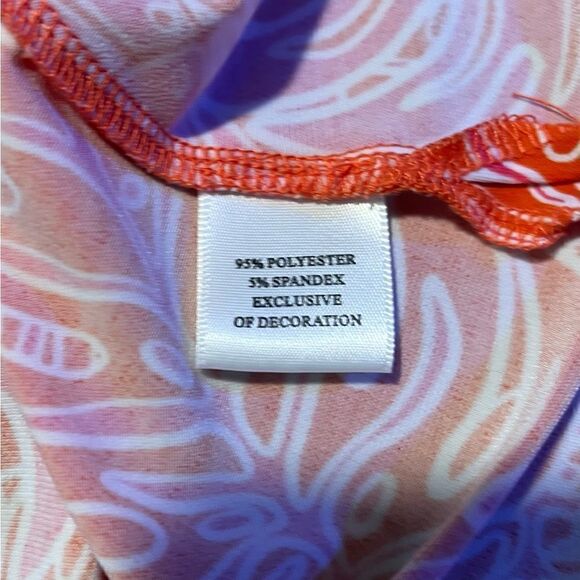 95% POLYESTER
5% SPANDEX
EXCLUSIVE
OF DECORATION